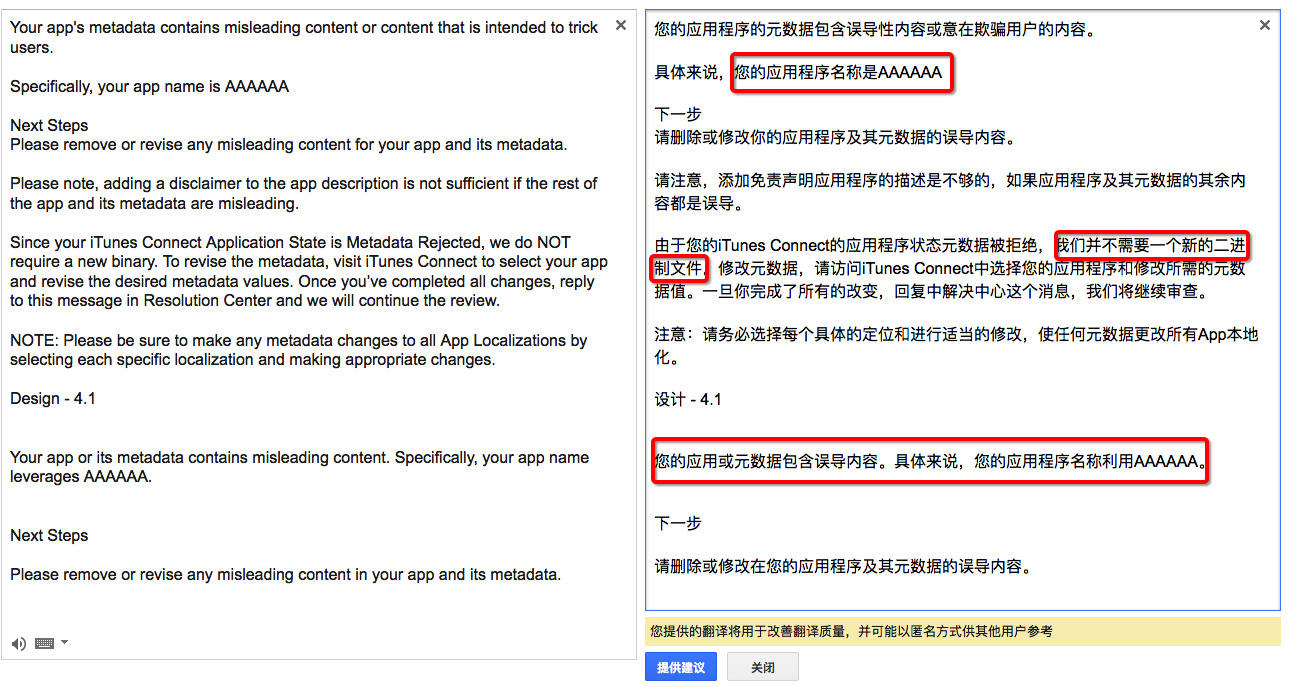 Your app's metadata contains misleading content or content that is intended to trick
users.
Specifically, your app name is AAAAAA
Next Steps
Please remove or revise any misleading content for your app and its metadata.
Please note, adding a disclaimer to the app description is not sufficient if the rest of
the app and its metadata are misleading.
Since your iTunes Connect Application State is Metadata Rejected, we do NOT
require a new binary. To revise the metadata, visit iTunes Connect to select your app
and revise the desired metadata values. Once you've completed all changes, reply
to this message in Resolution Center and we will continue the review.
NOTE: Please be sure to make any metadata changes to all App Localizations by
selecting each specific localization and making appropriate changes.
Design - 4.1
Your app or its metadata contains misleading content. Specifically, your app name
leverages AAAAAA.
Next Steps
Please remove or revise any misleading content in your app and its metadata.
您的应用程序的元数据包含误导性内容或意在欺骗用户的内容。
具体来说，您的应用程序名称是AAAAAA
下一步
请删除或修改你的应用程序及其元数据的误导内容。
请注意，添加免责声明应用程序的描述是不够的，如果应用程序及其元数据的其余内
容都是误导。
由于您的iTunes Connect的应用程序状态元数据被拒绝，我们并不需要一个新的二进
制文件。修改元数据，请访问iTunes Connect中选择您的应用程序和修改所需的元数
据值。一旦你完成了所有的改变，回复中解决中心这个消息，我们将继续审查。
注意：请务必选择每个具体的定位和进行适当的修改，使任何元数据更改所有App本地
化。
设计 - 4.1
您的应用或元数据包含误导内容。具体来说，您的应用程序名称利用AAAAAA。
下一步
请删除或修改在您的应用程序及其元数据的误导内容。
您提供的翻译将用于改善翻译质量，并可能以匿名方式供其他用户参考
提供建议
关闭